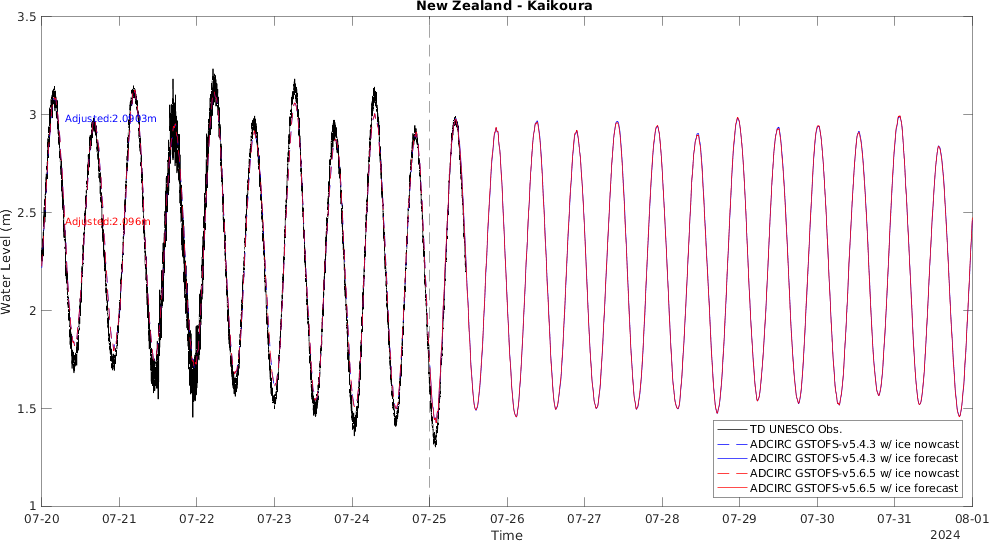 New Zealand - Kaikoura
3.5
3
2.5
2
1.5
1
Water Level (m)
Adjusted:2.0903m
Adjusted:2.096m
TD UNESCO Obs.
ADCIRC GSTOFS-v5.4.3 w/ ice nowcast
ADCIRC GSTOFS-v5.4.3 w/ ice forecast
ADCIRC GSTOFS-v5.6.5 w/ ice nowcast
ADCIRC GSTOFS-v5.6.5 w/ ice forecast
07-20 07-21 07-22 07-23 07-24 07-25 07-26 07-27 07-28 07-29 07-30 07-31 08-01
Time
2024